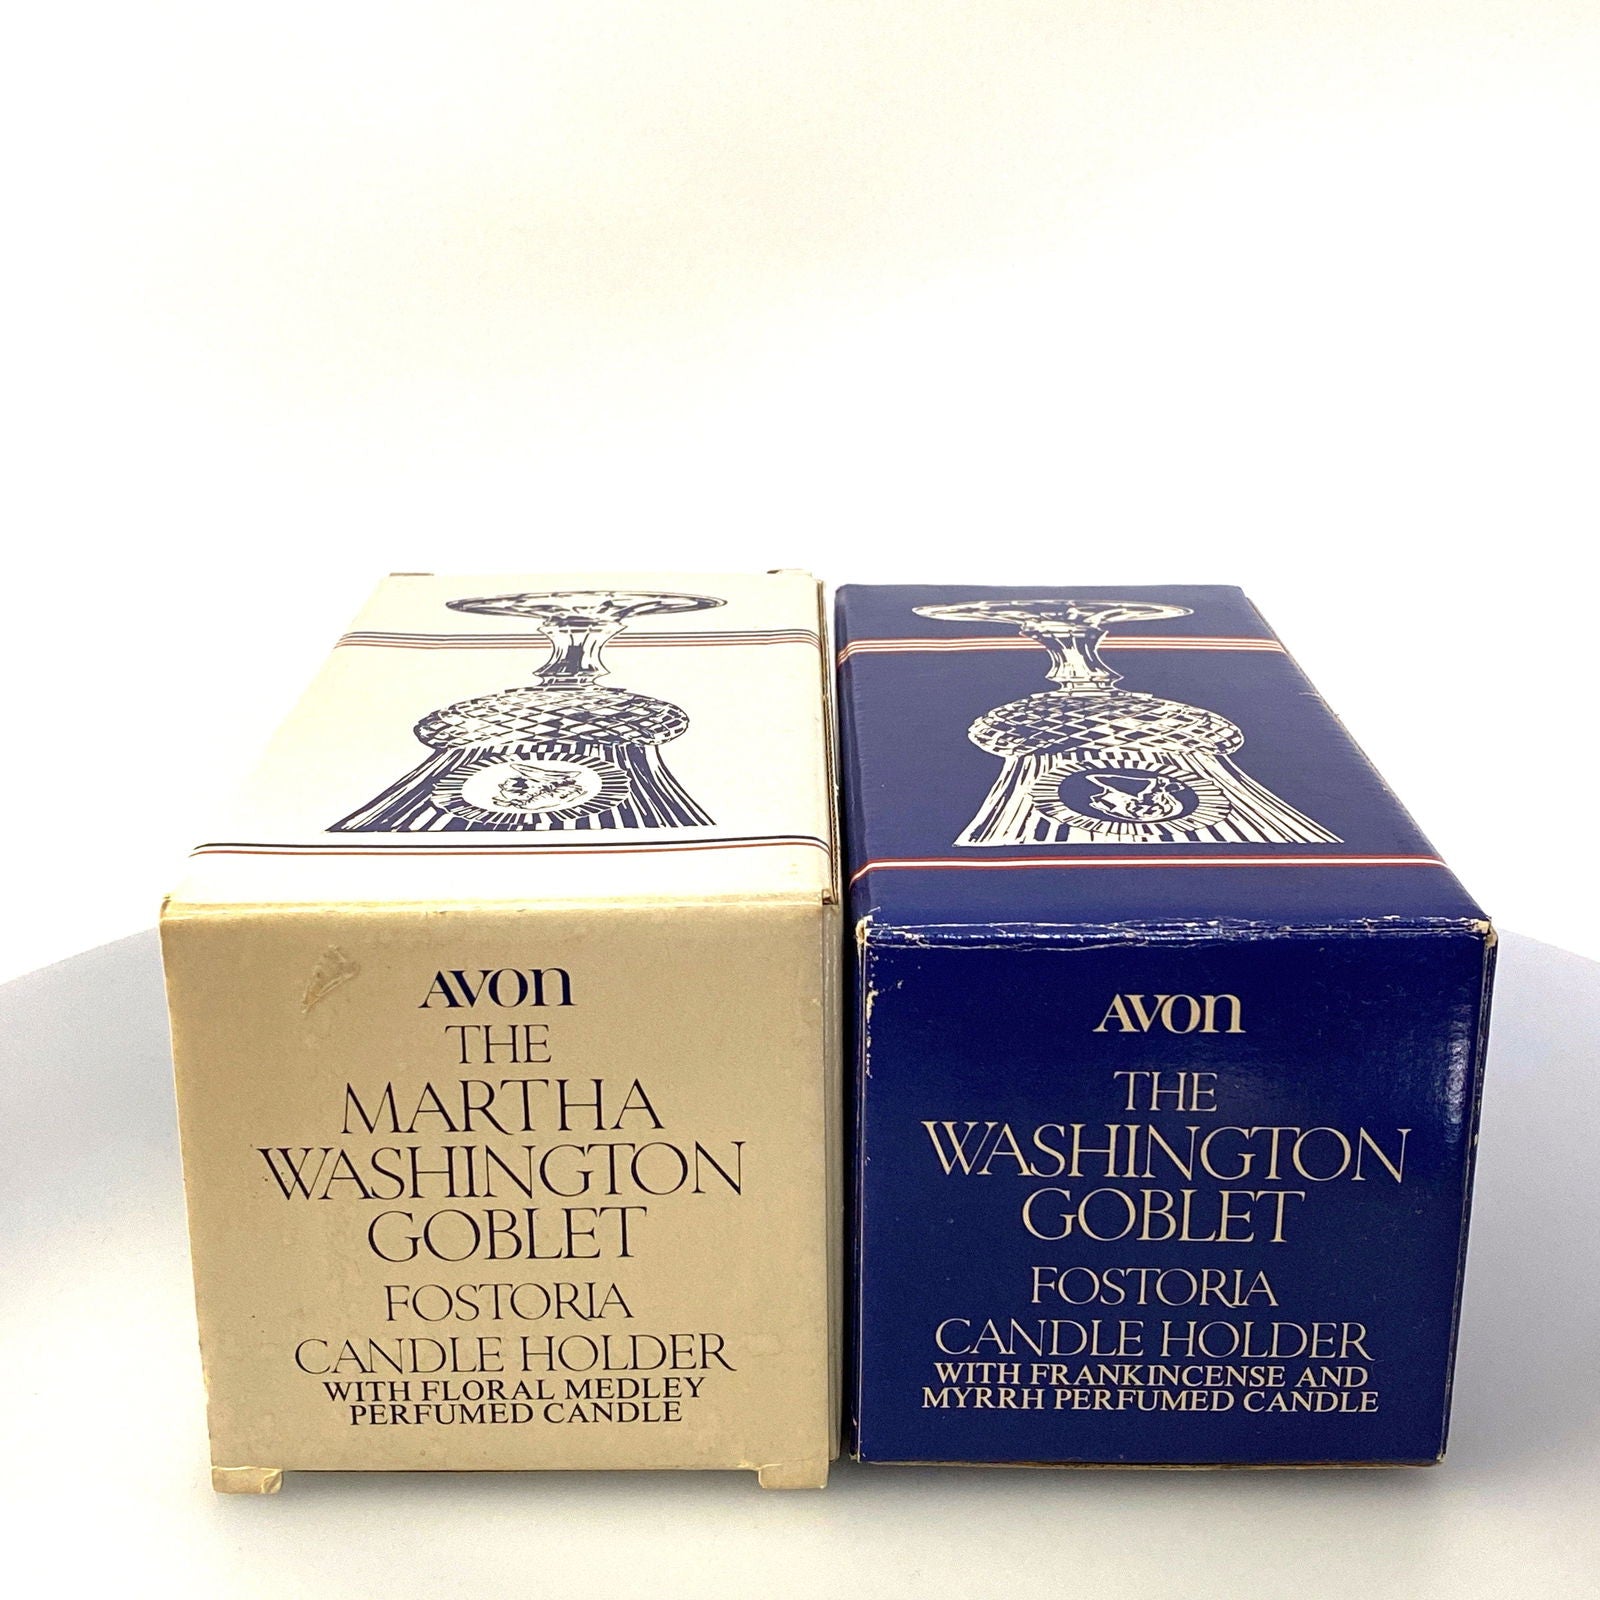 AVON
THE
MARTHA
WASHINGTON
GOBLET
FOSTORIA
CANDLE HOLDER
WITH FLORAL MEDLEY
PERFUMED CANDLE
AVON
THE
WASHINGTON
GOBLET
FOSTORIA
CANDLE HOLDER
WITH FRANKINCENSE AND
MYRRH PERFUMED CANDLE